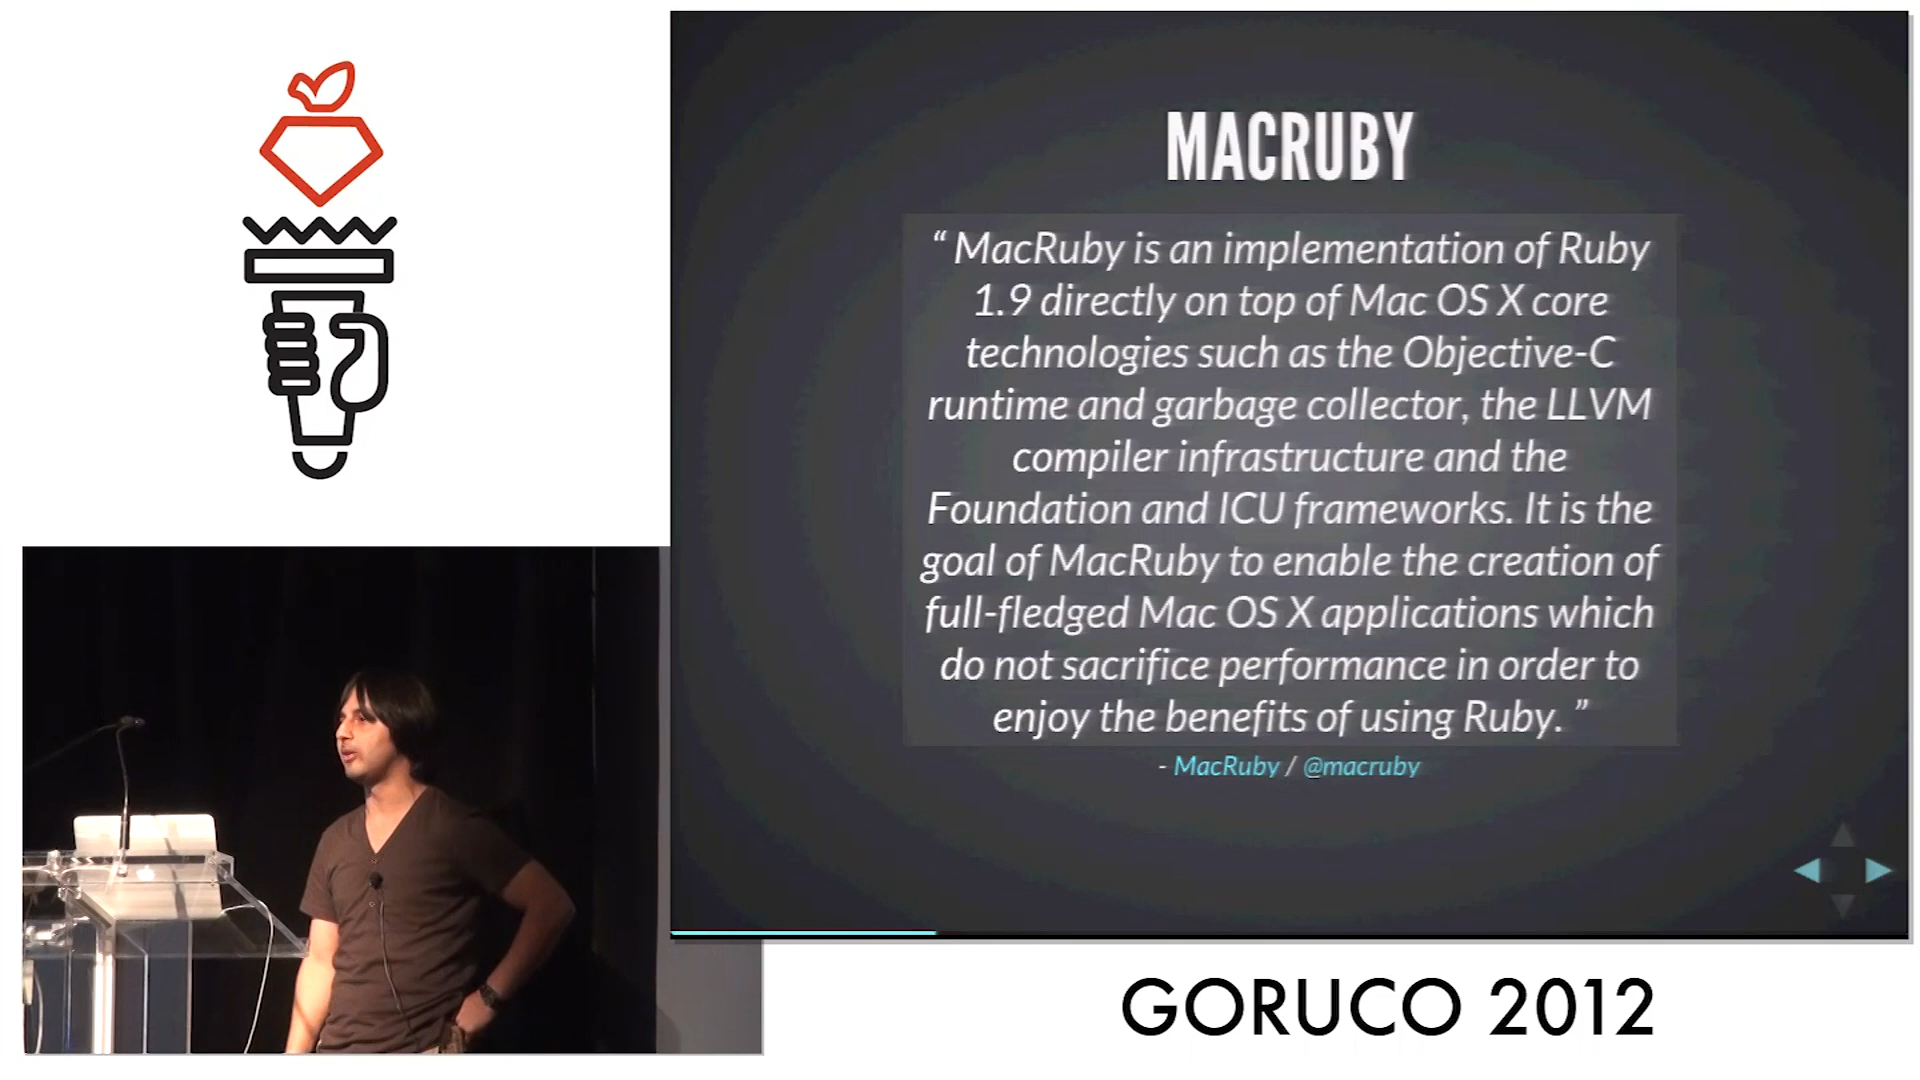 MACRUBY
“ MacRuby is an implementation of Ruby
1.9 directly on top of Mac OS X core
technologies such as the Objective-C
runtime and garbage collector, the LLVM
compiler infrastructure and the
Foundation and ICU frameworks. It is the
goal of MacRuby to enable the creation of
full-fledged Mac OS X applications which
do not sacrifice performance in order to
enjoy the benefits of using Ruby. ”
- MacRuby / @macruby
GORUCO 2012